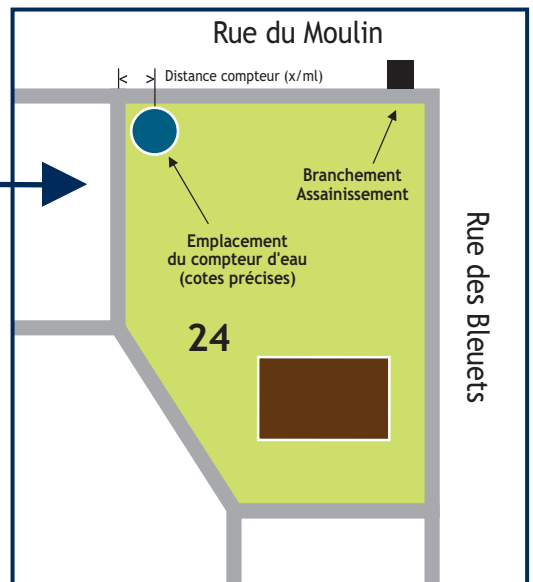 Rue du Moulin
< > Distance compteur (x/ml)
Branchement
Assainissement
Emplacement
du compteur d'eau
(cotes précises)
Rue des Bleuets
24